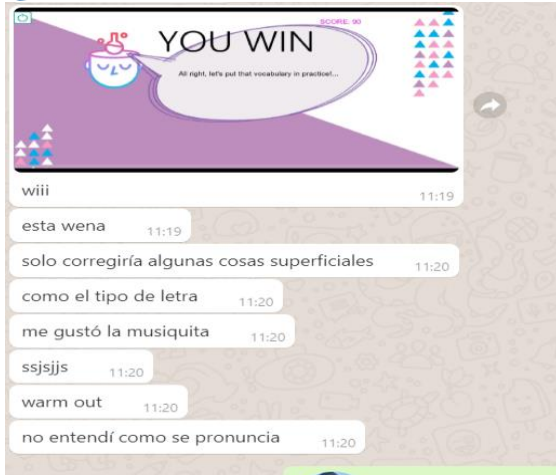 SCORE: 90
YOU WIN
All right, let's put that vocabulary in practice!...
wiii
11:19
esta wena
11:19
solo corregiría algunas cosas superficiales
11:20
como el tipo de letra
11:20
me gustó la musiquita
11:20
ssjsjjs
11:20
warm out
11:20
no entendí como se pronuncia
11:20